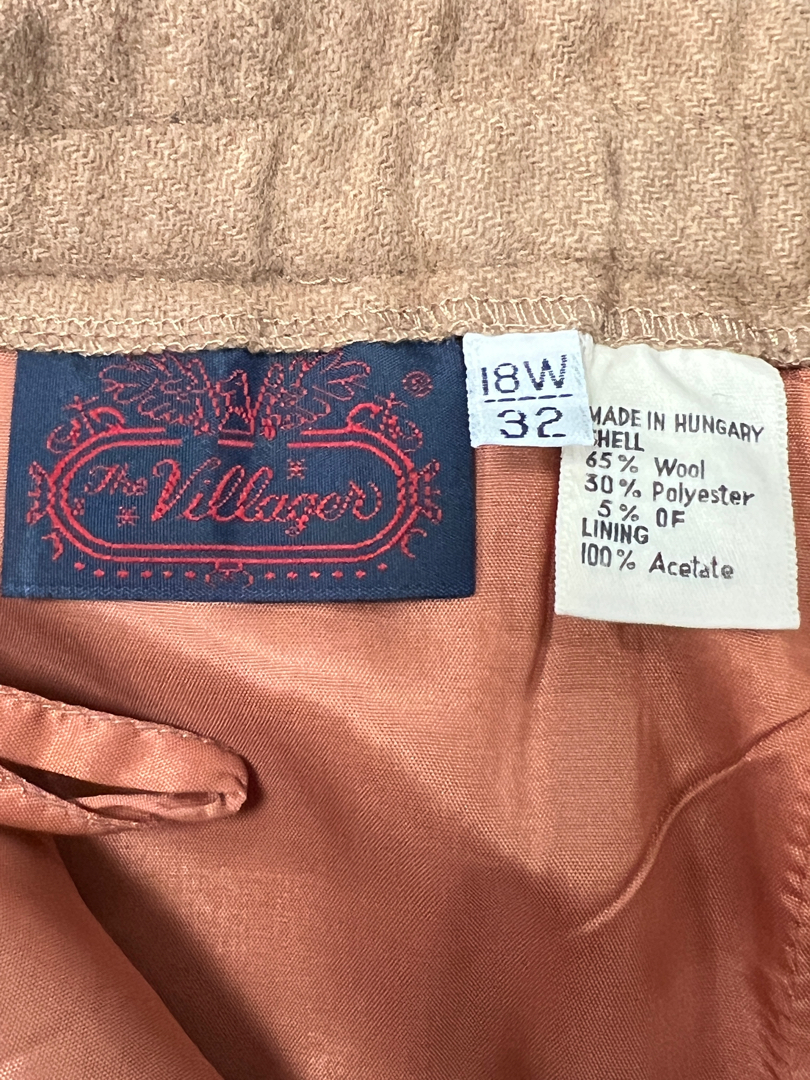 The Villager
®
18W
32
MADE IN HUNGARY
SHELL
65% Wool
30% Polyester
5% OF
LINING
100% Acetate